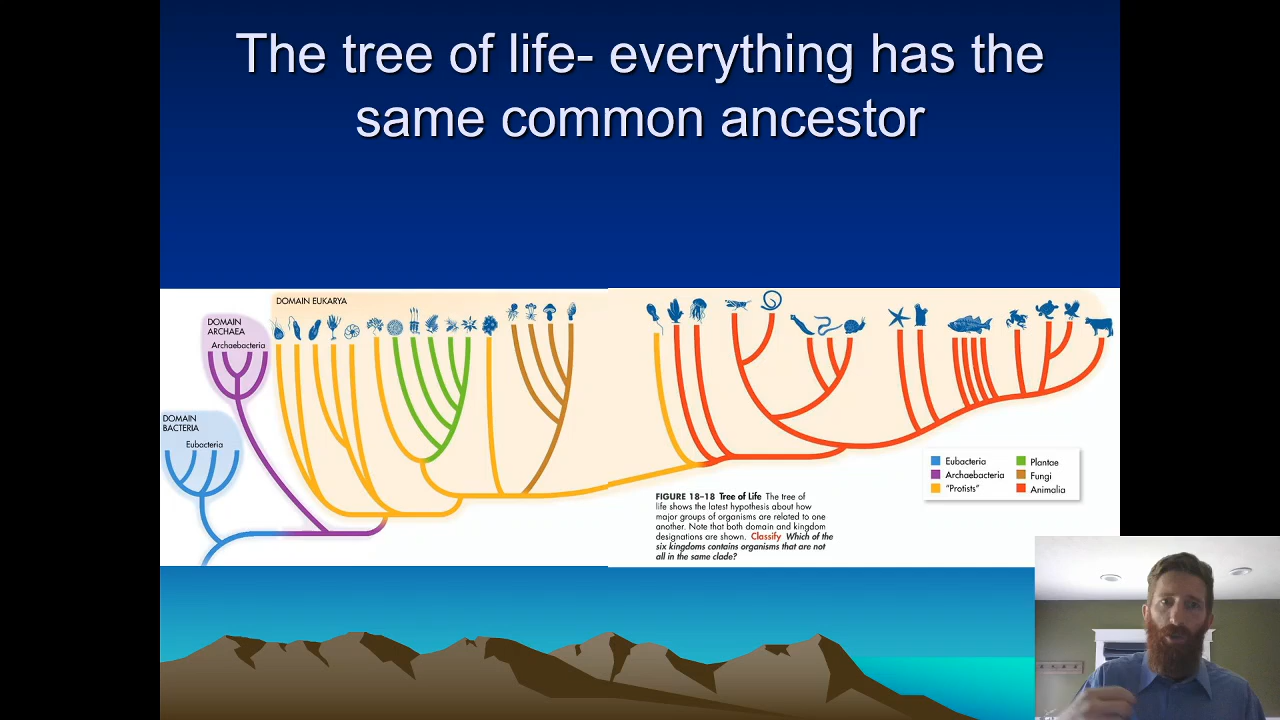 The tree of life- everything has the
same common ancestor
DOMAIN EUKARYA
DOMAIN
ARCHAEA
Archaebacteria
DOMAIN
BACTERIA
Eubacteria
Eubacteria
Archaebacteria
"Protists"
Plantae
Fungi
Animalia
FIGURE 18–18 Tree of Life The tree of
life shows the latest hypothesis about how
major groups of organisms are related to one
another. Note that both domain and kingdom
designations are shown. Classify Which of the
six kingdoms contains organisms that are not
all in the same clade?